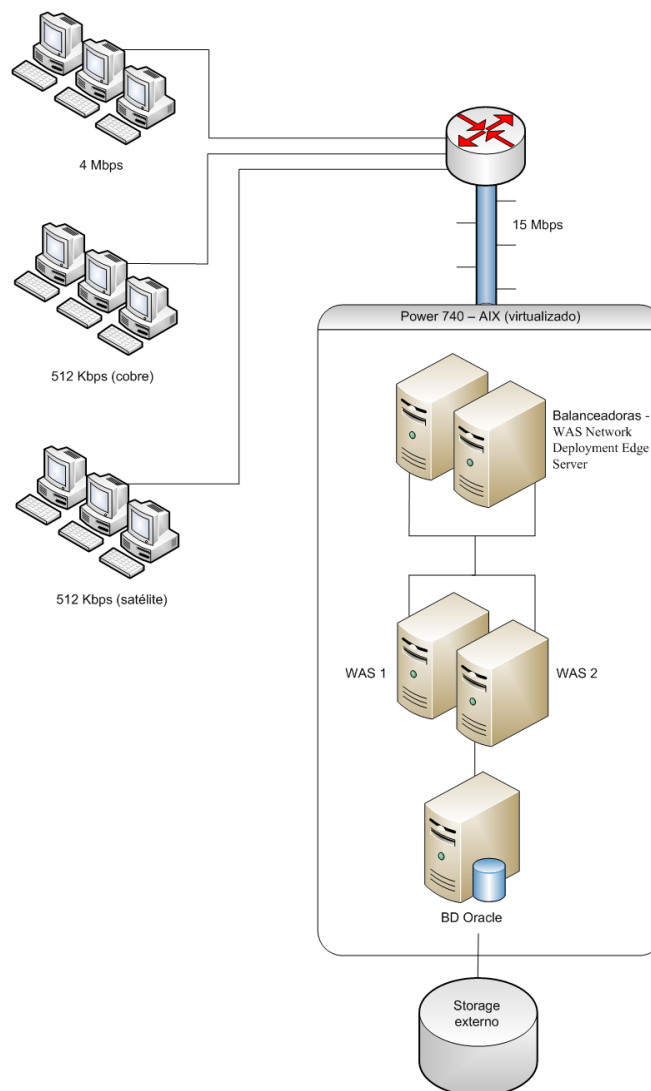 4 Mbps
15 Mbps
512 Kbps (cobre)
Power 740 – AIX (virtualizado)
Balanceadoras -
WAS Network
Deployment Edge
Server
512 Kbps (satélite)
WAS 1
WAS 2
BD Oracle
Storage
externo